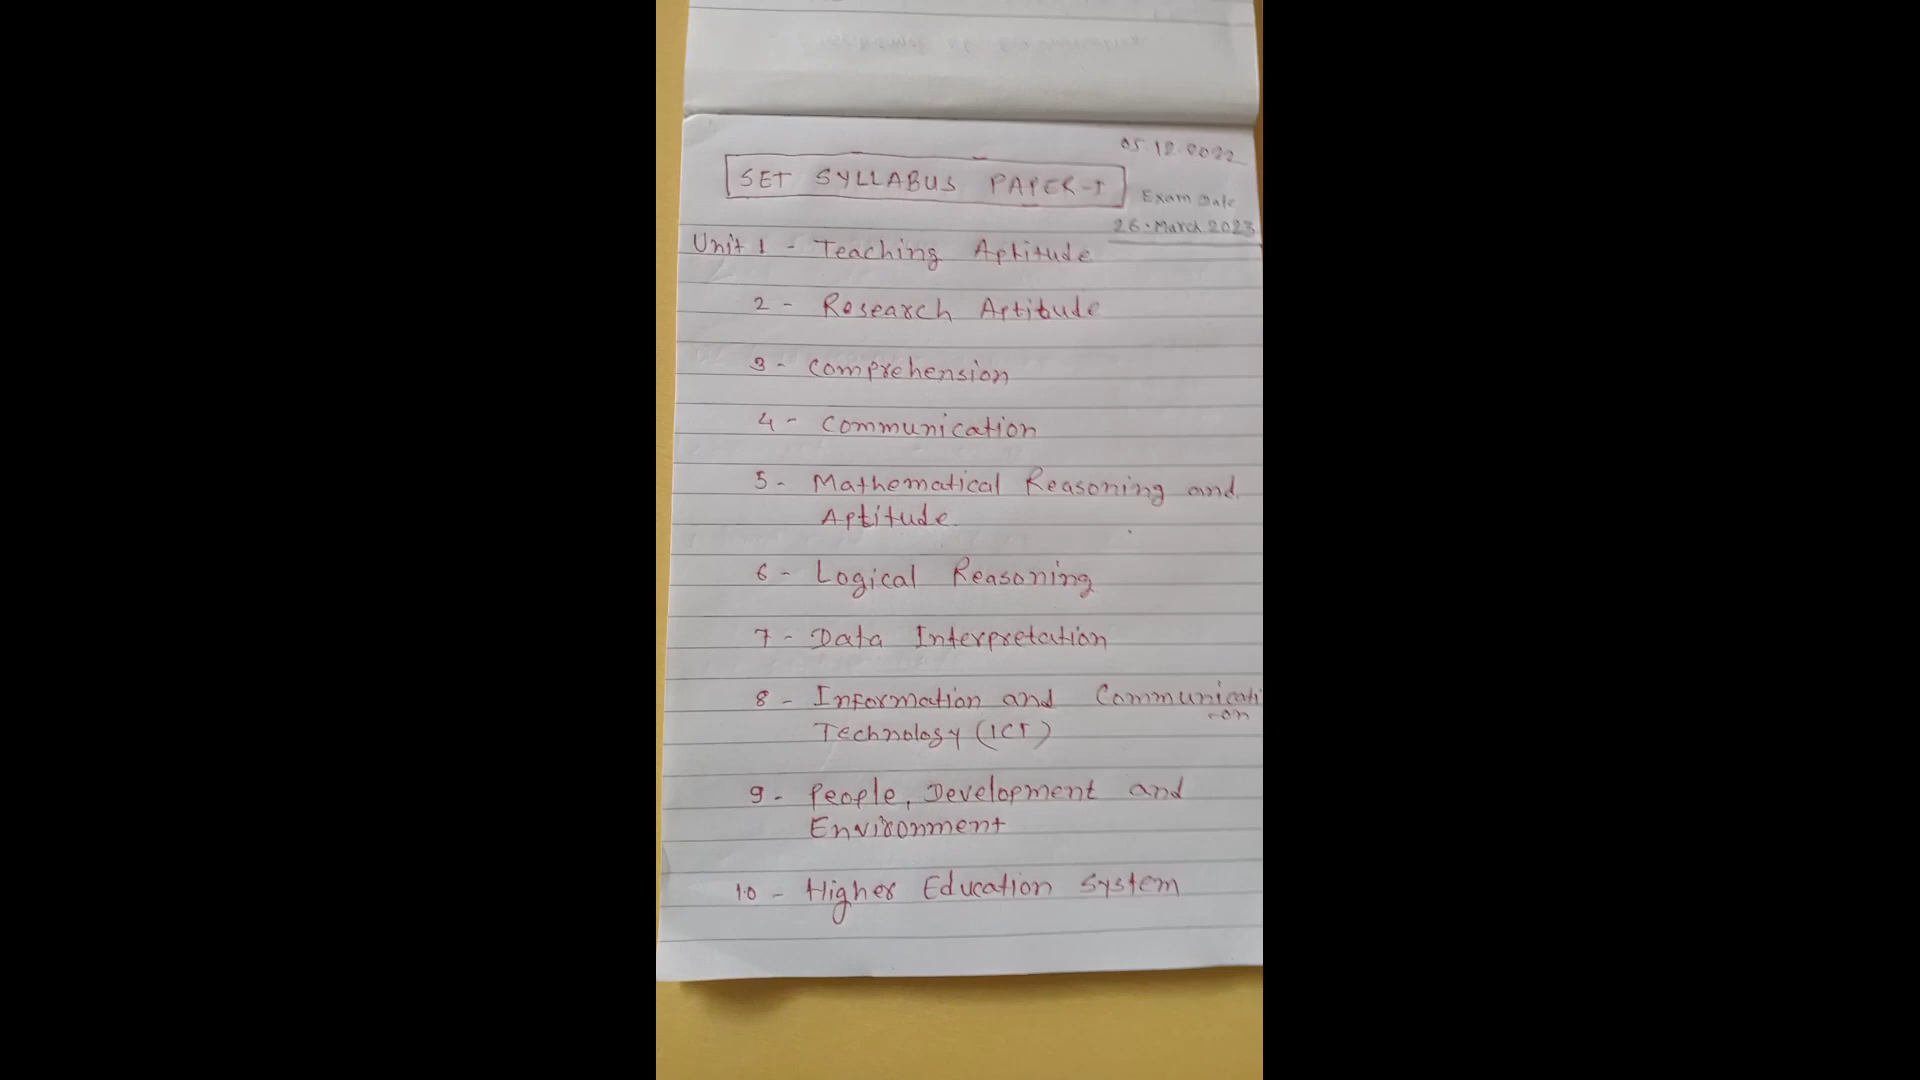 05.12.2022
SET SYLLABUS PAPER-I
Exam Date
26.March 2023
Unit 1 - Teaching Aptitude
2 - Research Aptitude
3 - Comprehension
4 - Communication
5 - Mathematical Reasoning and
Aptitude
6 - Logical Reasoning
7 - Data Interpretation
8 - Information and Communicati
-on
Technology (ICT)
9 - People, Development and
Environment
10 - Higher Education System